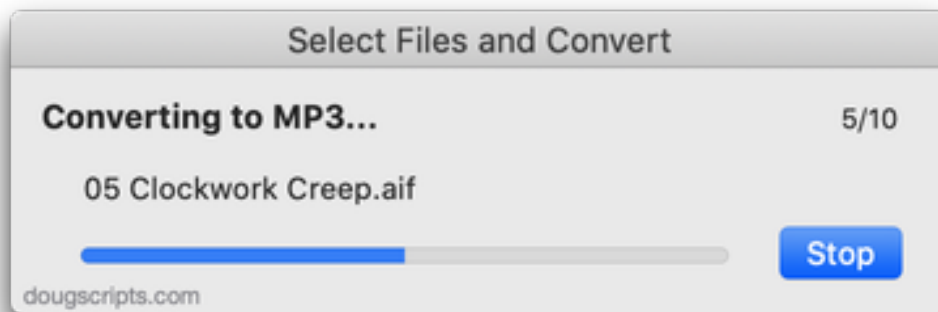 Select Files and Convert
Converting to MP3... 5/10
05 Clockwork Creep.aif
Stop
dougscripts.com